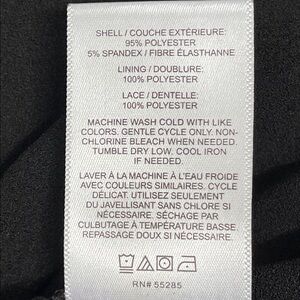 SHELL / COUCHE EXTÉRIEURE:
95% POLYESTER
5% SPANDEX / FIBRE ÉLASTHANNE
LINING / DOUBLURE:
100% POLYESTER
LACE / DENTELLE:
100% POLYESTER
MACHINE WASH COLD WITH LIKE
COLORS. GENTLE CYCLE ONLY. NON-
CHLORINE BLEACH WHEN NEEDED.
TUMBLE DRY LOW. COOL IRON
IF NEEDED.
LAVER À LA MACHINE À L'EAU FROIDE
AVEC COULEURS SIMILAIRES. CYCLE
DÉLICAT. UTILISEZ SEULEMENT
DU JAVELLISANT SANS CHLORE SI
NÉCESSAIRE. SÉCHAGE PAR
CULBUTAGE À TEMPÉRATURE BASSE.
REPASSAGE DOUX SI NÉCESSAIRE.
RN# 55285